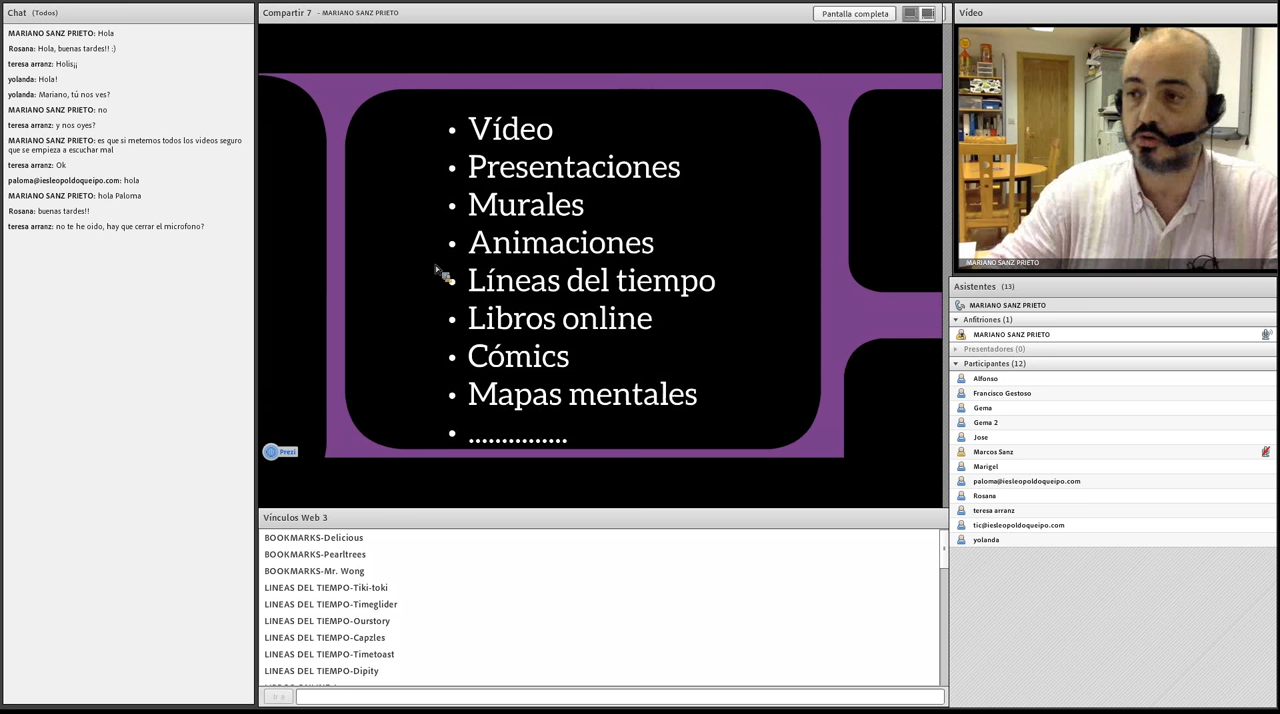 Chat (Todos)
MARIANO SANZ PRIETO: Hola
Rosana: Hola, buenas tardes!! :)
teresa arranz: Holis¡¡
yolanda: Hola!
yolanda: Mariano, tú nos ves?
MARIANO SANZ PRIETO: no
teresa arranz: y nos oyes?
MARIANO SANZ PRIETO: es que si metemos todos los videos seguro
que se empieza a escuchar mal
teresa arranz: Ok
paloma@iesleopoldoqueipo.com: hola
MARIANO SANZ PRIETO: hola Paloma
Rosana: buenas tardes!!
teresa arranz: no te he oido, hay que cerrar el microfono?
Compartir 7 - MARIANO SANZ PRIETO
Pantalla completa
• Vídeo
• Presentaciones
• Murales
• Animaciones
• Líneas del tiempo
• Libros online
• Cómics
• Mapas mentales
• ...............
Prezi
Vínculos Web 3
BOOKMARKS-Delicious
BOOKMARKS-Pearltrees
BOOKMARKS-Mr. Wong
LINEAS DEL TIEMPO-Tiki-toki
LINEAS DEL TIEMPO-Timeglider
LINEAS DEL TIEMPO-Ourstory
LINEAS DEL TIEMPO-Capzles
LINEAS DEL TIEMPO-Timetoast
LINEAS DEL TIEMPO-Dipity
Ir a
Vídeo
MARIANO SANZ PRIETO
Asistentes (13)
MARIANO SANZ PRIETO
Anfitriones (1)
MARIANO SANZ PRIETO
Presentadores (0)
Participantes (12)
Alfonso
Francisco Gestoso
Gema
Gema 2
Jose
Marcos Sanz
Marigel
paloma@iesleopoldoqueipo.com
Rosana
teresa arranz
tic@iesleopoldoqueipo.com
yolanda